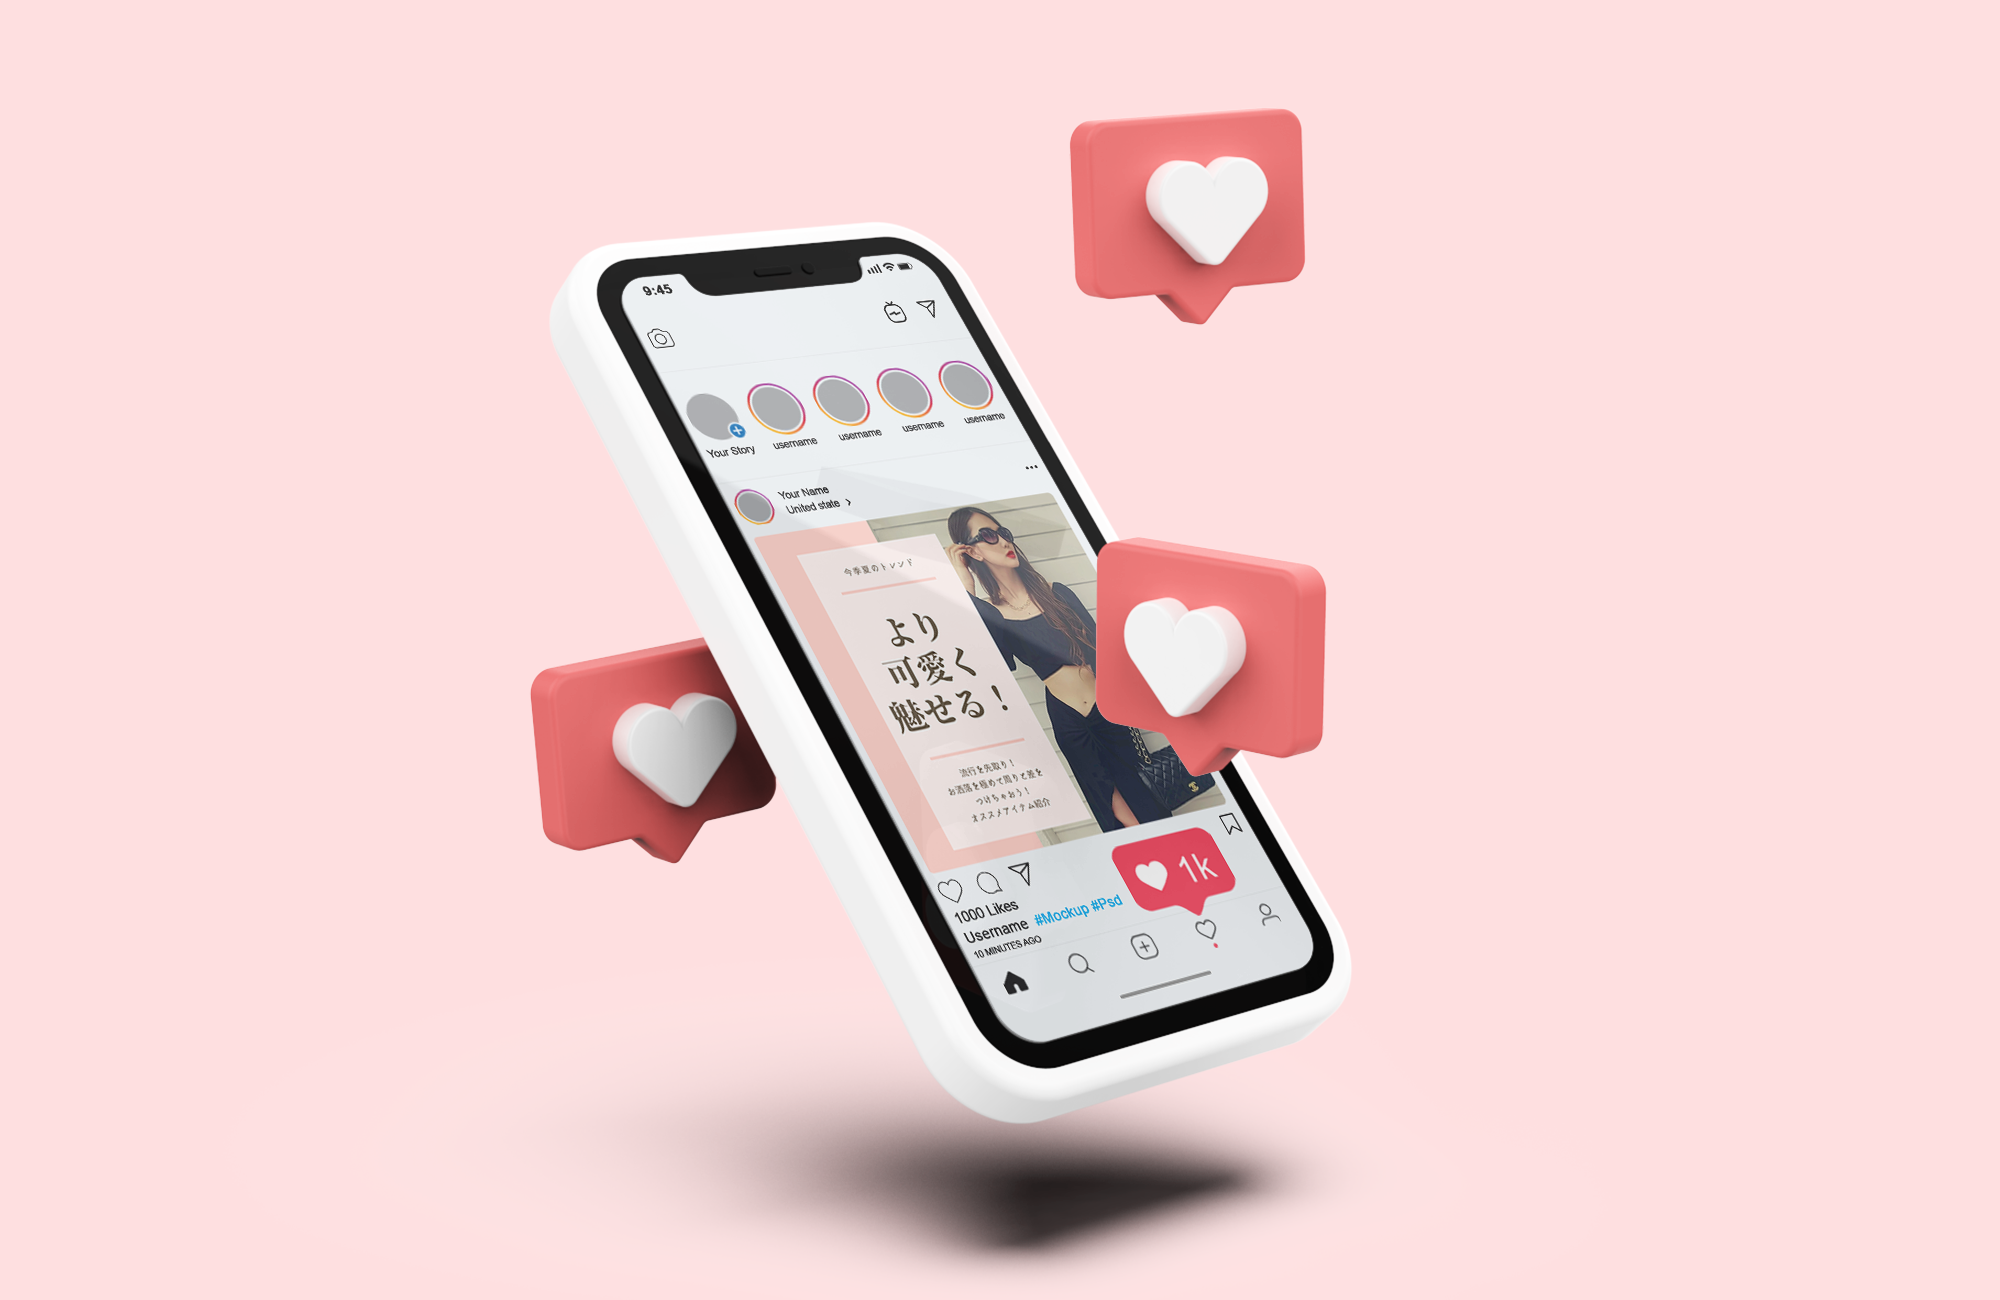 9:45
Your Story
username
username
username
username
Your Name
United state
今季夏のトレンド
より
可愛く
魅せる！
流行を先取り！
お洒落を極めて周りと差を
つけちゃおう！
オススメアイテム紹介
1k
1000 Likes
Username #Mockup #Psd
10 MINUTES AGO